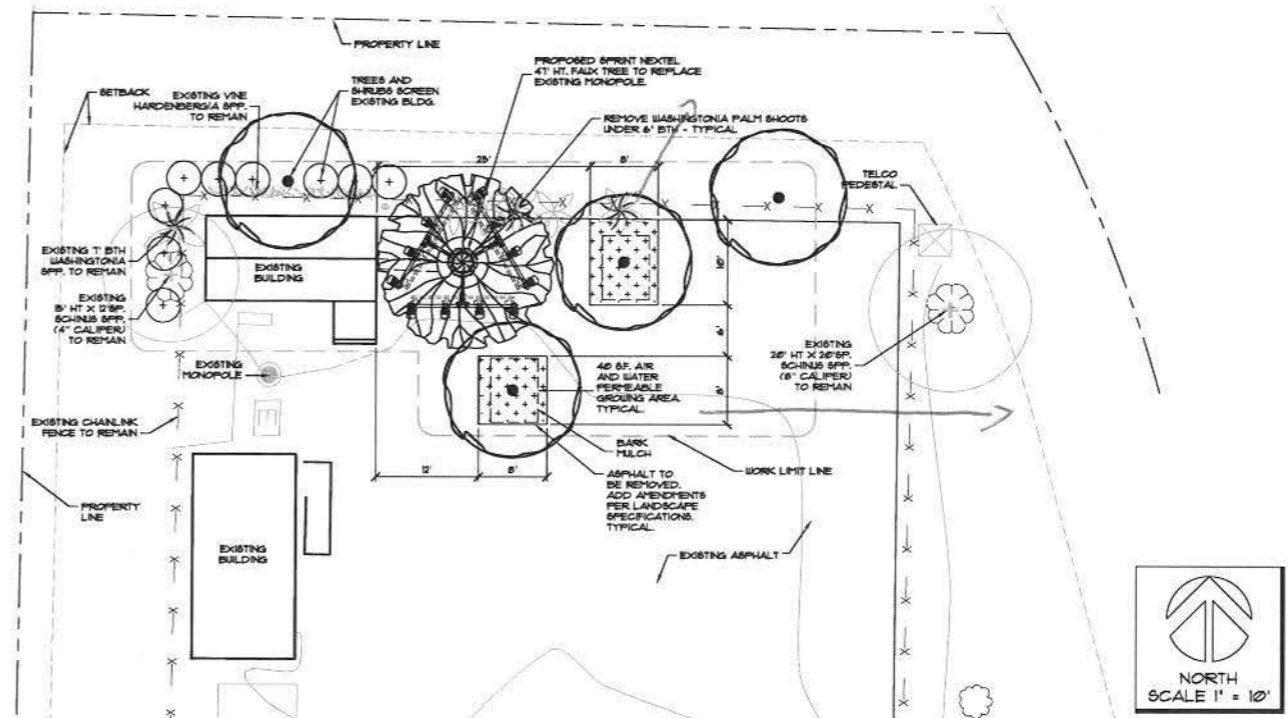 PROPERTY LINE
PROPOSED SPRINT NEXTEL
47' HT. FAUX TREE TO REPLACE
EXISTING MONOPOLE.
SETBACK
EXISTING VINE
HARDENBERGIA SPP.
TO REMAIN
TREES AND
SHRUBS SCREEN
EXISTING BLDG.
REMOVE WASHINGTONIA PALM SHOOTS
UNDER 6' BTH - TYPICAL
25'
8'
TELCO
PEDESTAL
EXISTING 7' BTH
WASHINGTONIA
SPP. TO REMAIN
EXISTING
BUILDING
10'
EXISTING
15' HT X 12'SP.
SCHINUS SPP.
(4" CALIPER)
TO REMAIN
6'
EXISTING
20' HT X 20'SP.
SCHINUS SPP.
(8" CALIPER)
TO REMAIN
EXISTING
MONOPOLE
40 SF. AIR
AND WATER
PERMEABLE
GROWING AREA.
TYPICAL.
8'
E
EXISTING CHAINLINK
FENCE TO REMAIN
BARK
MULCH
12'
8'
WORK LIMIT LINE
ASPHALT TO
BE REMOVED.
ADD AMENDMENTS
PER LANDSCAPE
SPECIFICATIONS.
TYPICAL.
PROPERTY
LINE
EXISTING
BUILDING
EXISTING ASPHALT
NORTH
SCALE 1" = 10'